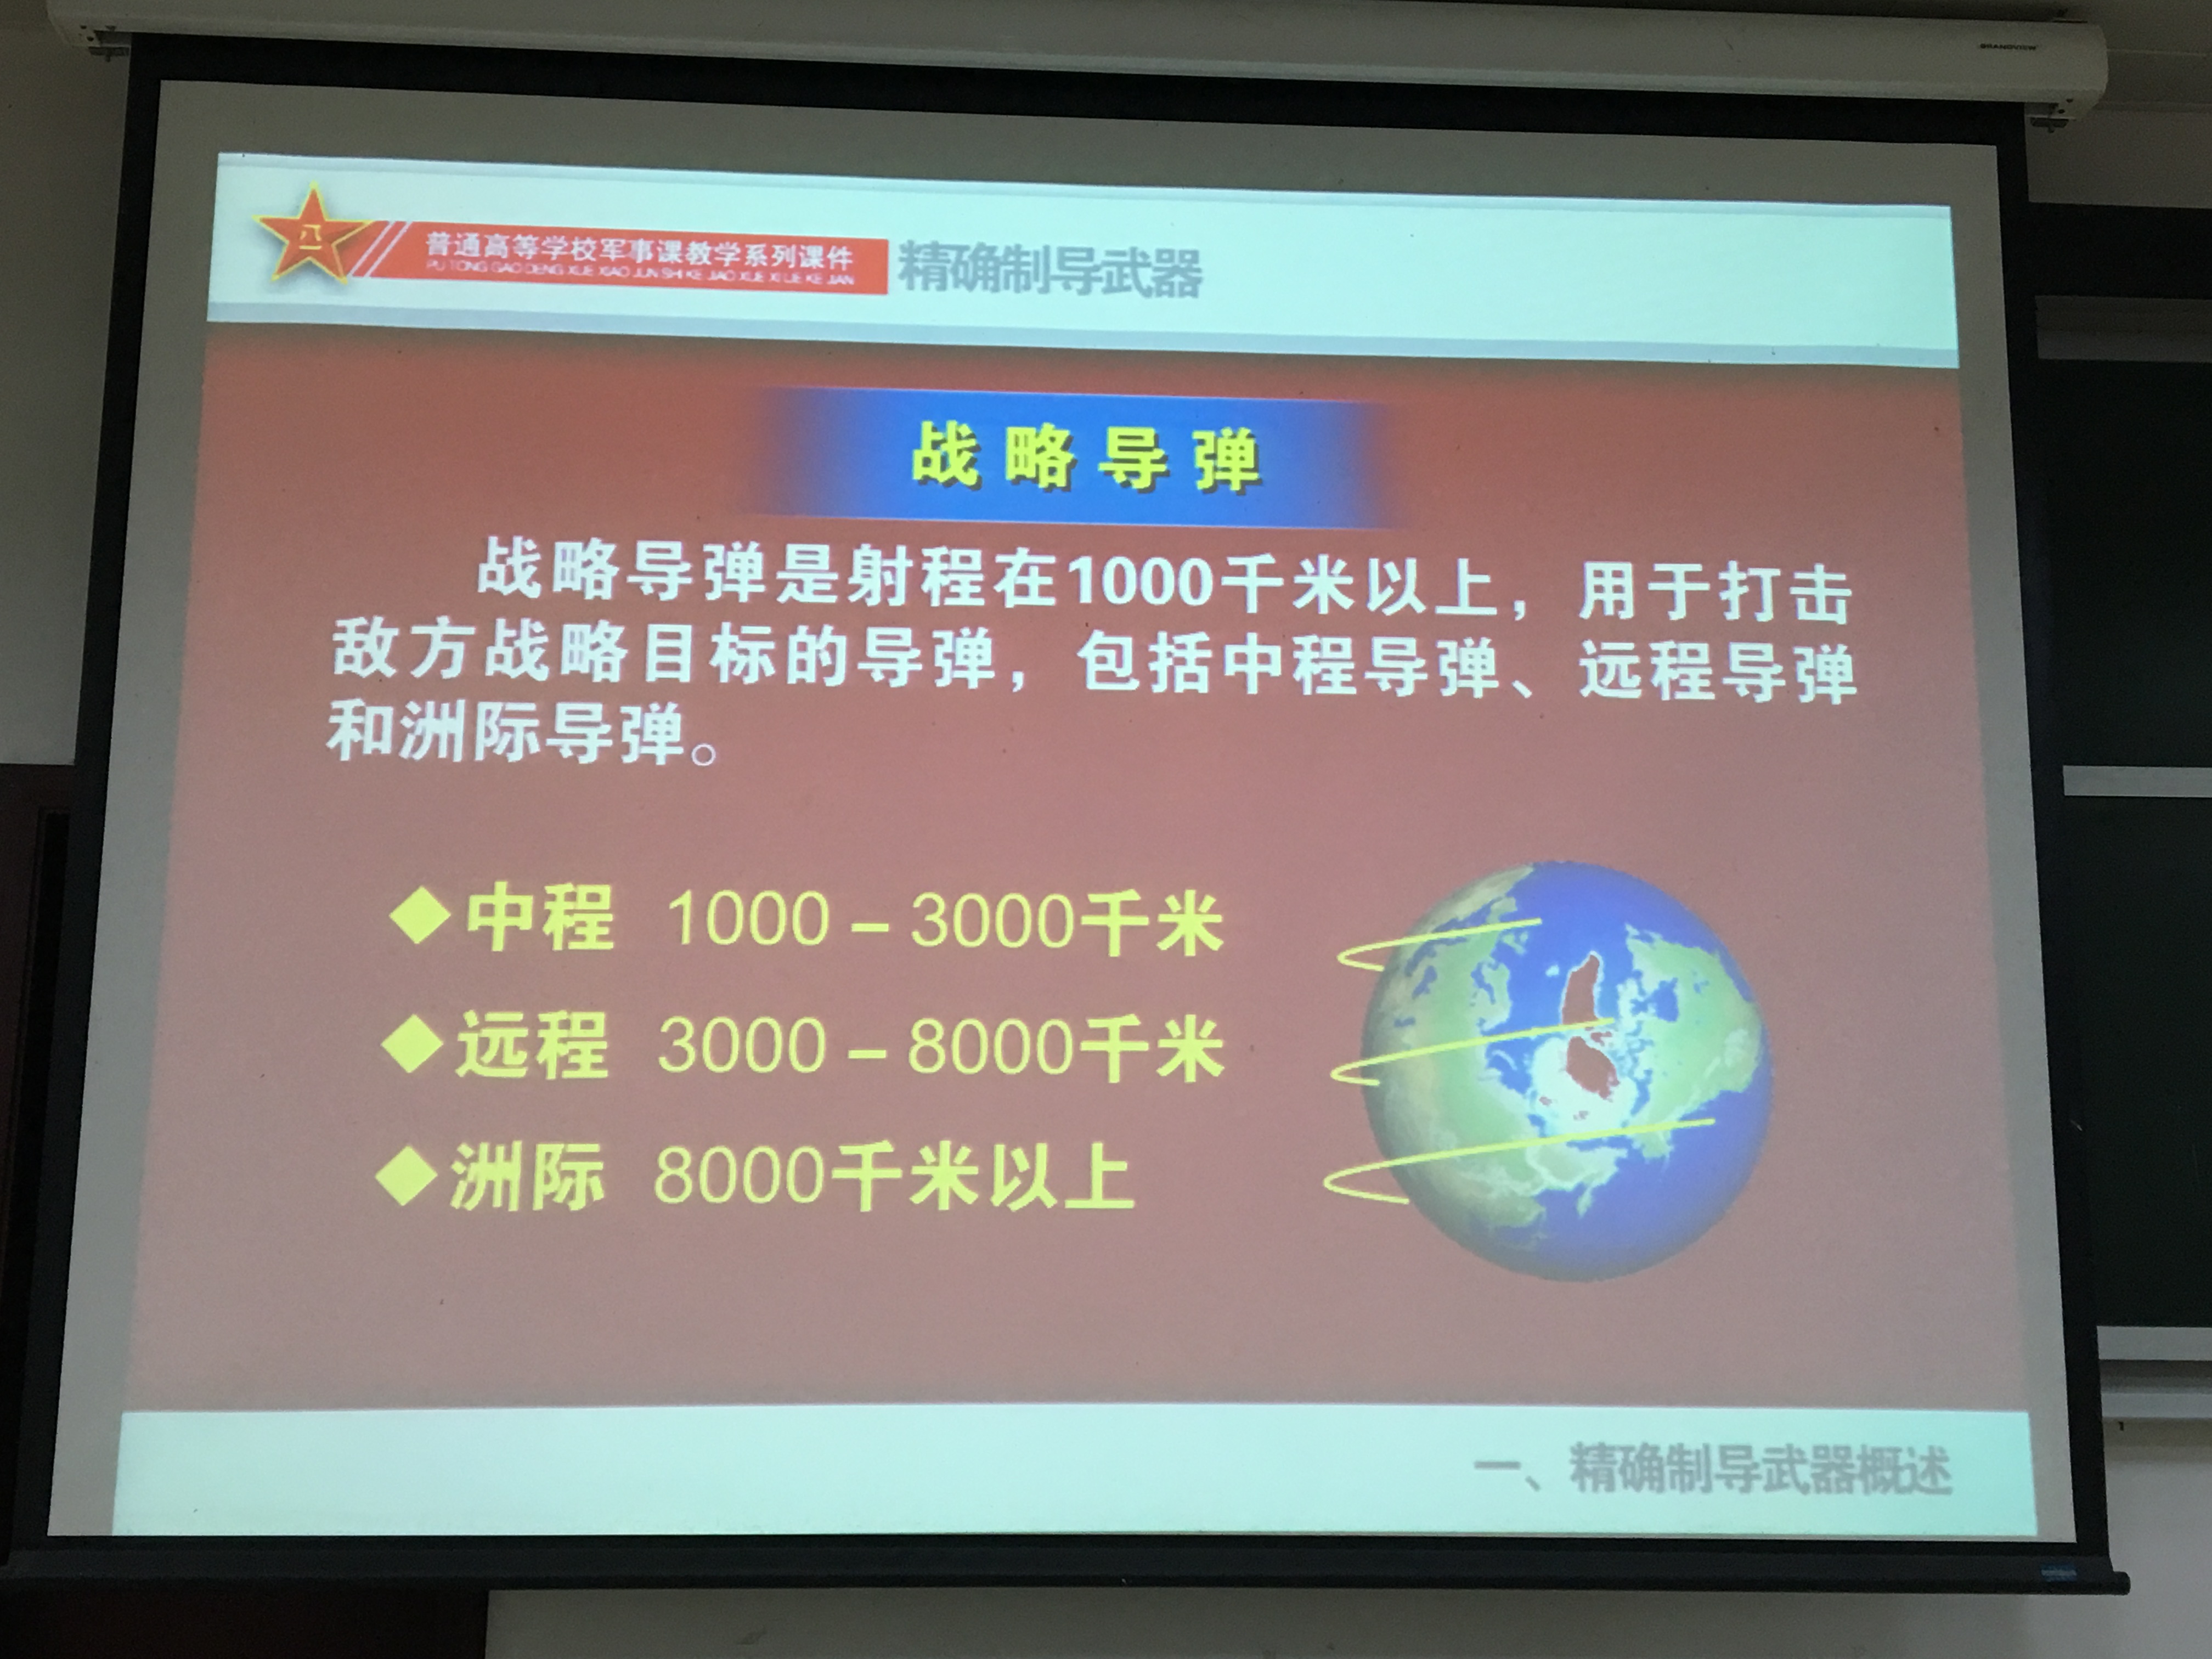 BRANDVIEW
八一
普通高等学校军事课教学系列课件
PU TONG GAO DENG XUE XIAO JUN SHI KE JIAO XUE XI LIE KE JIAN
精确制导武器
战略导弹
战略导弹是射程在1000千米以上，用于打击
敌方战略目标的导弹，包括中程导弹、远程导弹
和洲际导弹。
◆中程 1000－3000千米
◆远程 3000－8000千米
◆洲际 8000千米以上
一、精确制导武器概述